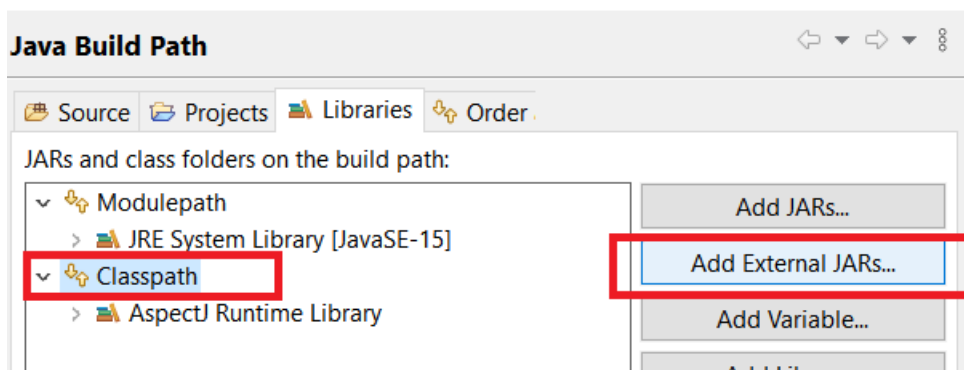 Java Build Path
Source Projects Libraries Order
JARs and class folders on the build path:
Modulepath
JRE System Library [JavaSE-15]
Classpath
AspectJ Runtime Library
Add JARs...
Add External JARs...
Add Variable...